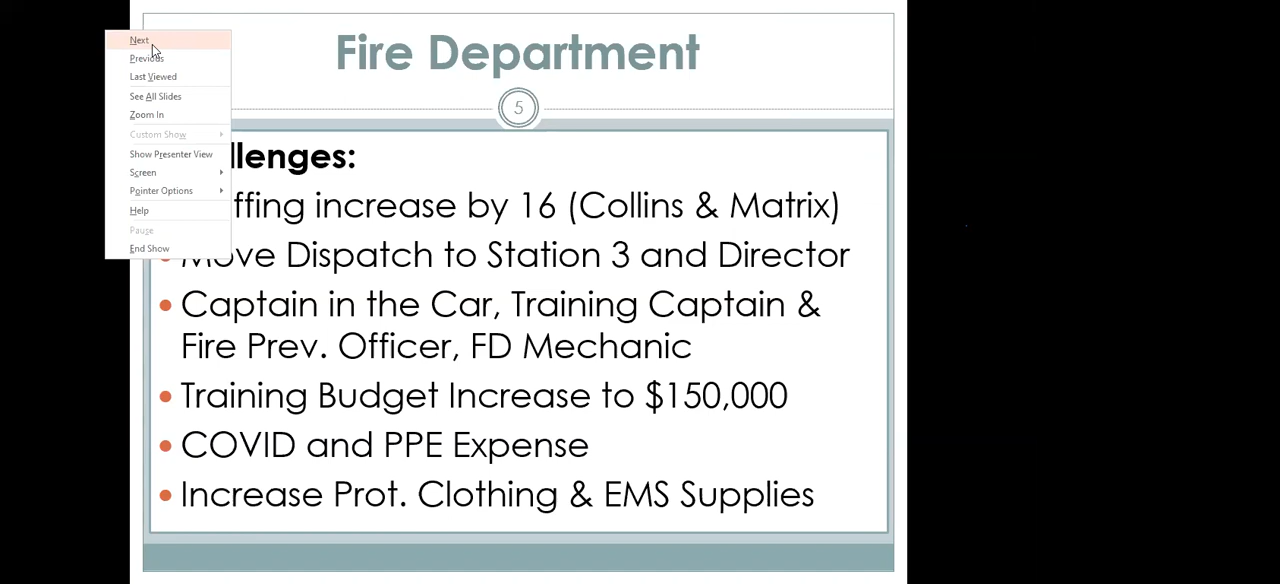 Fire Department
5
Next
Previous
Last Viewed
See All Slides
Zoom In
Custom Show
Show Presenter View
Screen
Pointer Options
Help
Pause
End Show
llenges:
ffing increase by 16 (Collins & Matrix)
Move Dispatch to Station 3 and Director
Captain in the Car, Training Captain &
Fire Prev. Officer, FD Mechanic
Training Budget Increase to $150,000
COVID and PPE Expense
Increase Prot. Clothing & EMS Supplies